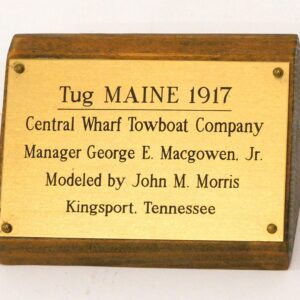 Tug MAINE 1917
Central Wharf Towboat Company
Manager George E. Macgowen, Jr.
Modeled by John M. Morris
Kingsport, Tennessee